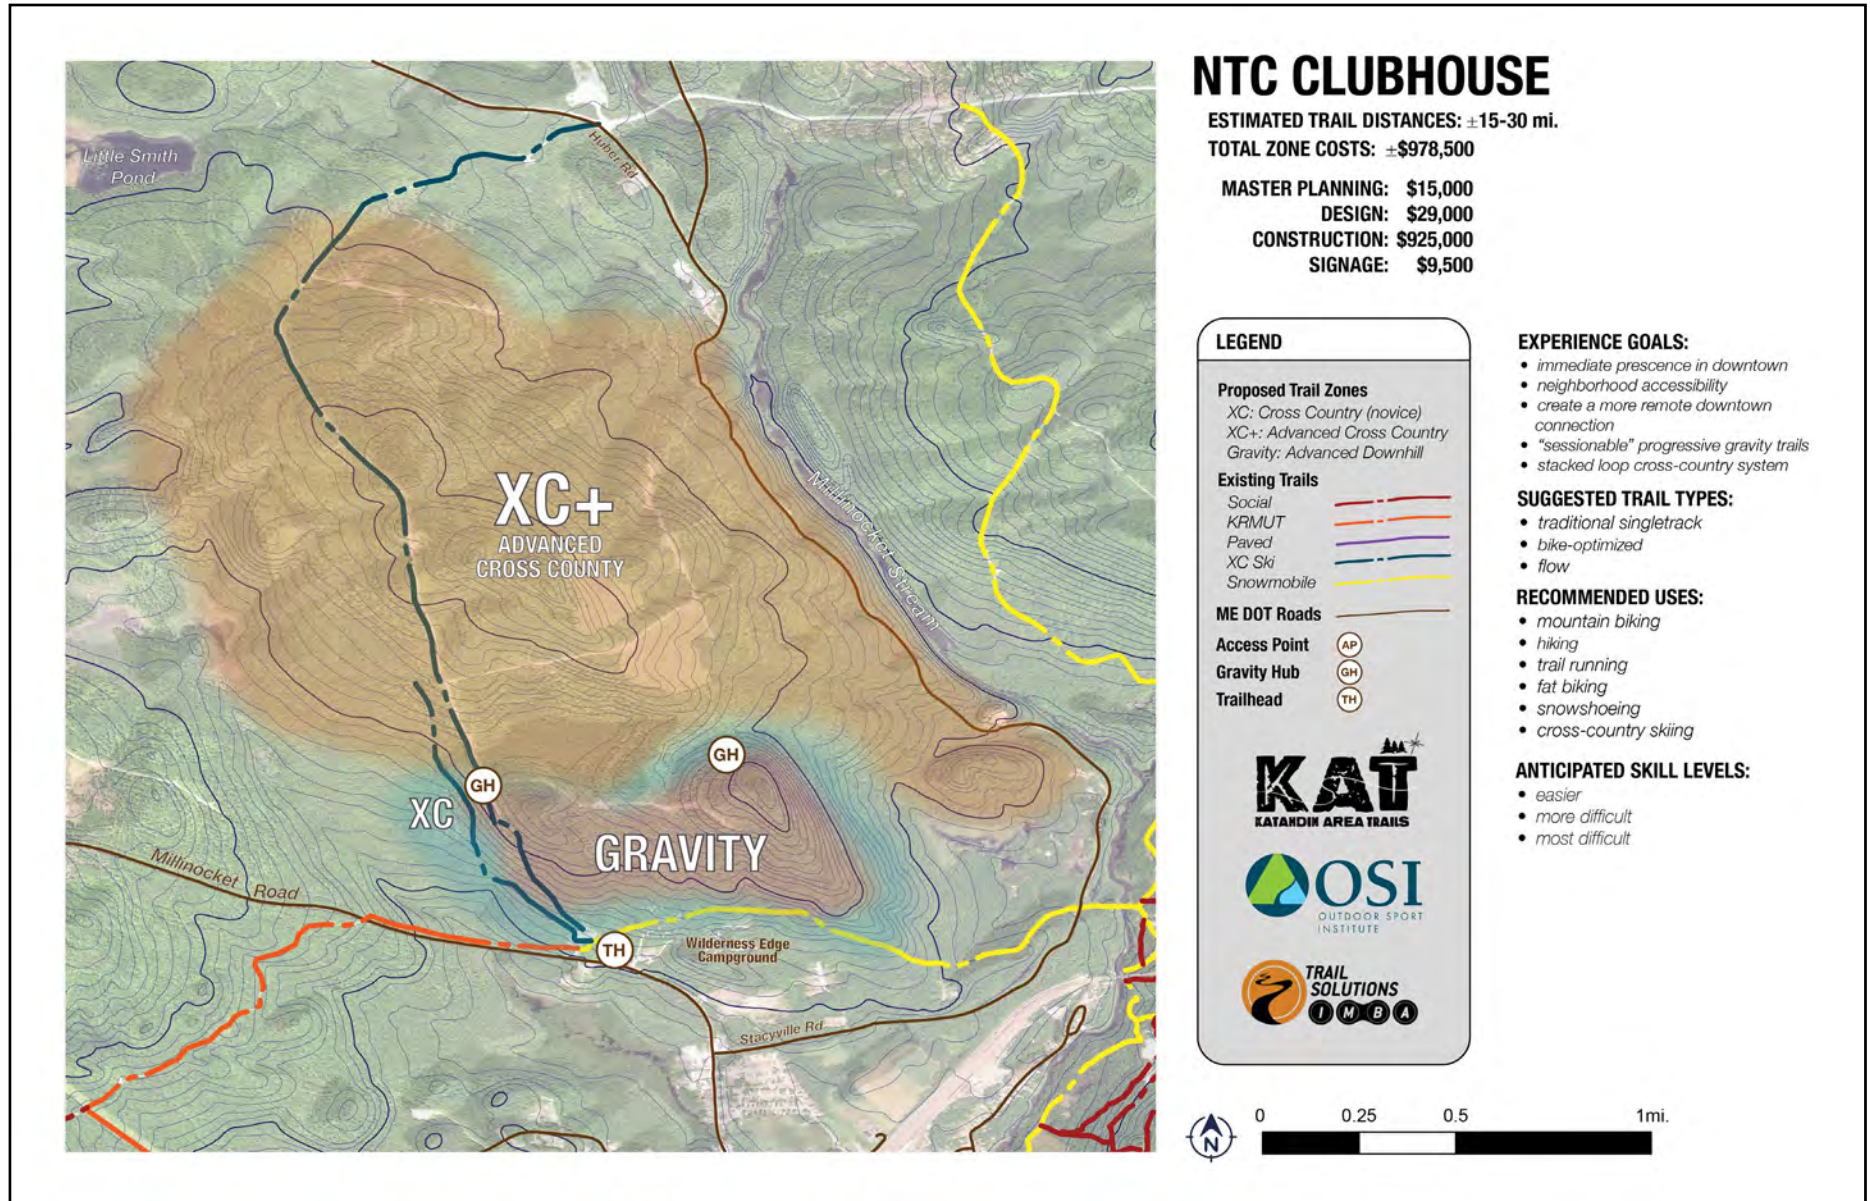 NTC CLUBHOUSE
ESTIMATED TRAIL DISTANCES: ±15-30 mi.
TOTAL ZONE COSTS: ±$978,500
MASTER PLANNING: $15,000
DESIGN: $29,000
CONSTRUCTION: $925,000
SIGNAGE: $9,500
Little Smith
Pond
Huber Rd
XC+
ADVANCED
CROSS COUNTY
Millinocket Stream
GH
GH
XC
GRAVITY
Millinocket Road
TH
Wilderness Edge
Campground
Stacyville Rd
LEGEND
Proposed Trail Zones
XC: Cross Country (novice)
XC+: Advanced Cross Country
Gravity: Advanced Downhill
Existing Trails
Social
KRMUT
Paved
XC Ski
Snowmobile
ME DOT Roads
Access Point AP
Gravity Hub GH
Trailhead TH
KAT
KATAHDIN AREA TRAILS
OSI
OUTDOOR SPORT
INSTITUTE
TRAIL
SOLUTIONS
IMBA
EXPERIENCE GOALS:
• immediate prescence in downtown
• neighborhood accessibility
• create a more remote downtown
connection
• “sessionable” progressive gravity trails
• stacked loop cross-country system
SUGGESTED TRAIL TYPES:
• traditional singletrack
• bike-optimized
• flow
RECOMMENDED USES:
• mountain biking
• hiking
• trail running
• fat biking
• snowshoeing
• cross-country skiing
ANTICIPATED SKILL LEVELS:
• easier
• more difficult
• most difficult
N
0 0.25 0.5 1mi.